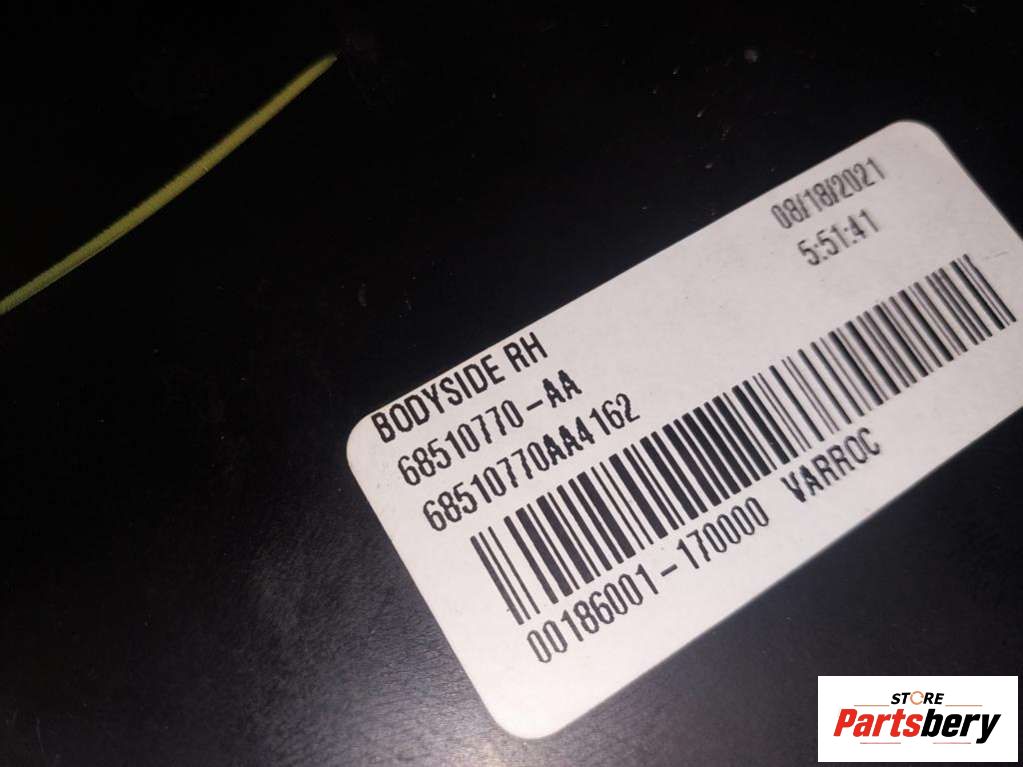 08/18/2021
5:51:41
BODYSIDE RH
68510770-AA
68510770AA4162
00186001-170000 VARROC
STORE
Partsbery